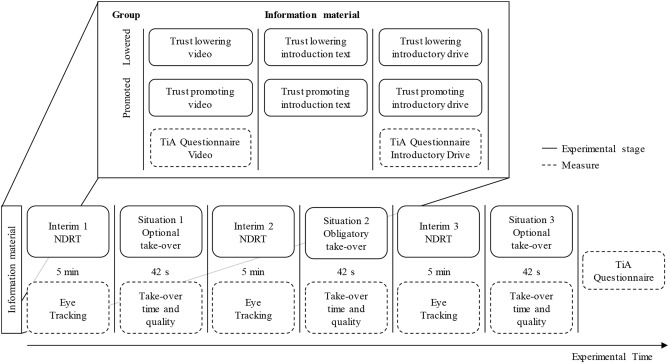 Group
Information material
Lowered
Trust lowering
video
Trust lowering
introduction text
Trust lowering
introductory drive
Promoted
Trust promoting
video
Trust promoting
introduction text
Trust promoting
introductory drive
TiA Questionnaire
Video
TiA Questionnaire
Introductory Drive
Experimental stage
Measure
Information material
Interim 1
NDRT
Situation 1
Optional
take-over
Interim 2
NDRT
Situation 2
Obligatory
take-over
Interim 3
NDRT
Situation 3
Optional
take-over
5 min
42 s
5 min
42 s
5 min
42 s
Eye
Tracking
Take-over
time and
quality
Eye
Tracking
Take-over
time and
quality
Eye
Tracking
Take-over
time and
quality
TiA
Questionnaire
Experimental Time